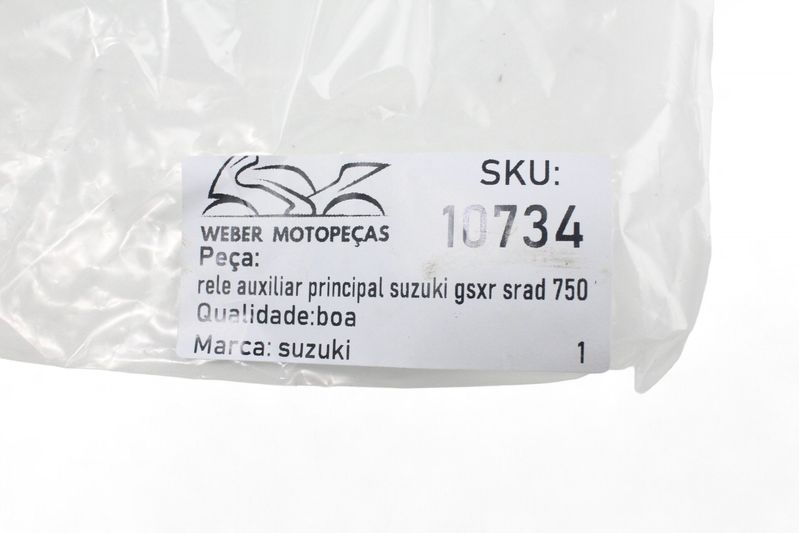 WEBER MOTOPEÇAS
SKU:
10734
Peça:
rele auxiliar principal suzuki gsxr srad 750
Qualidade:boa
Marca: suzuki
1